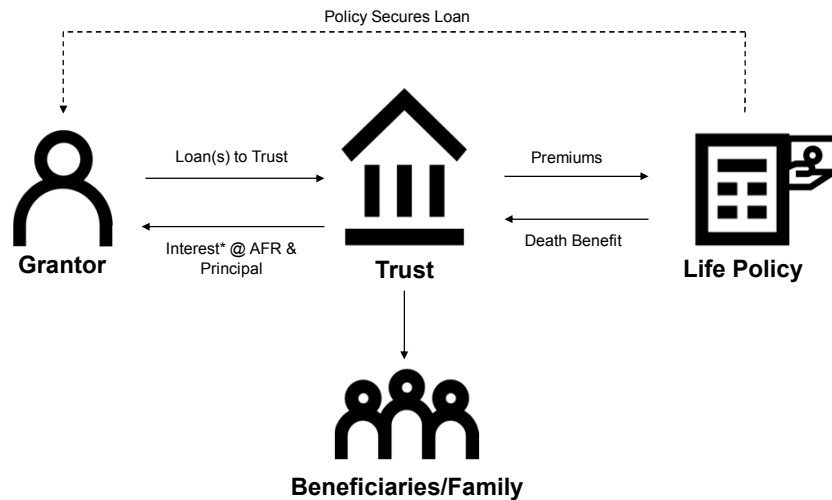 Policy Secures Loan
Loan(s) to Trust
Premiums
Interest* @ AFR &
Principal
Death Benefit
Grantor
Trust
Life Policy
Beneficiaries/Family